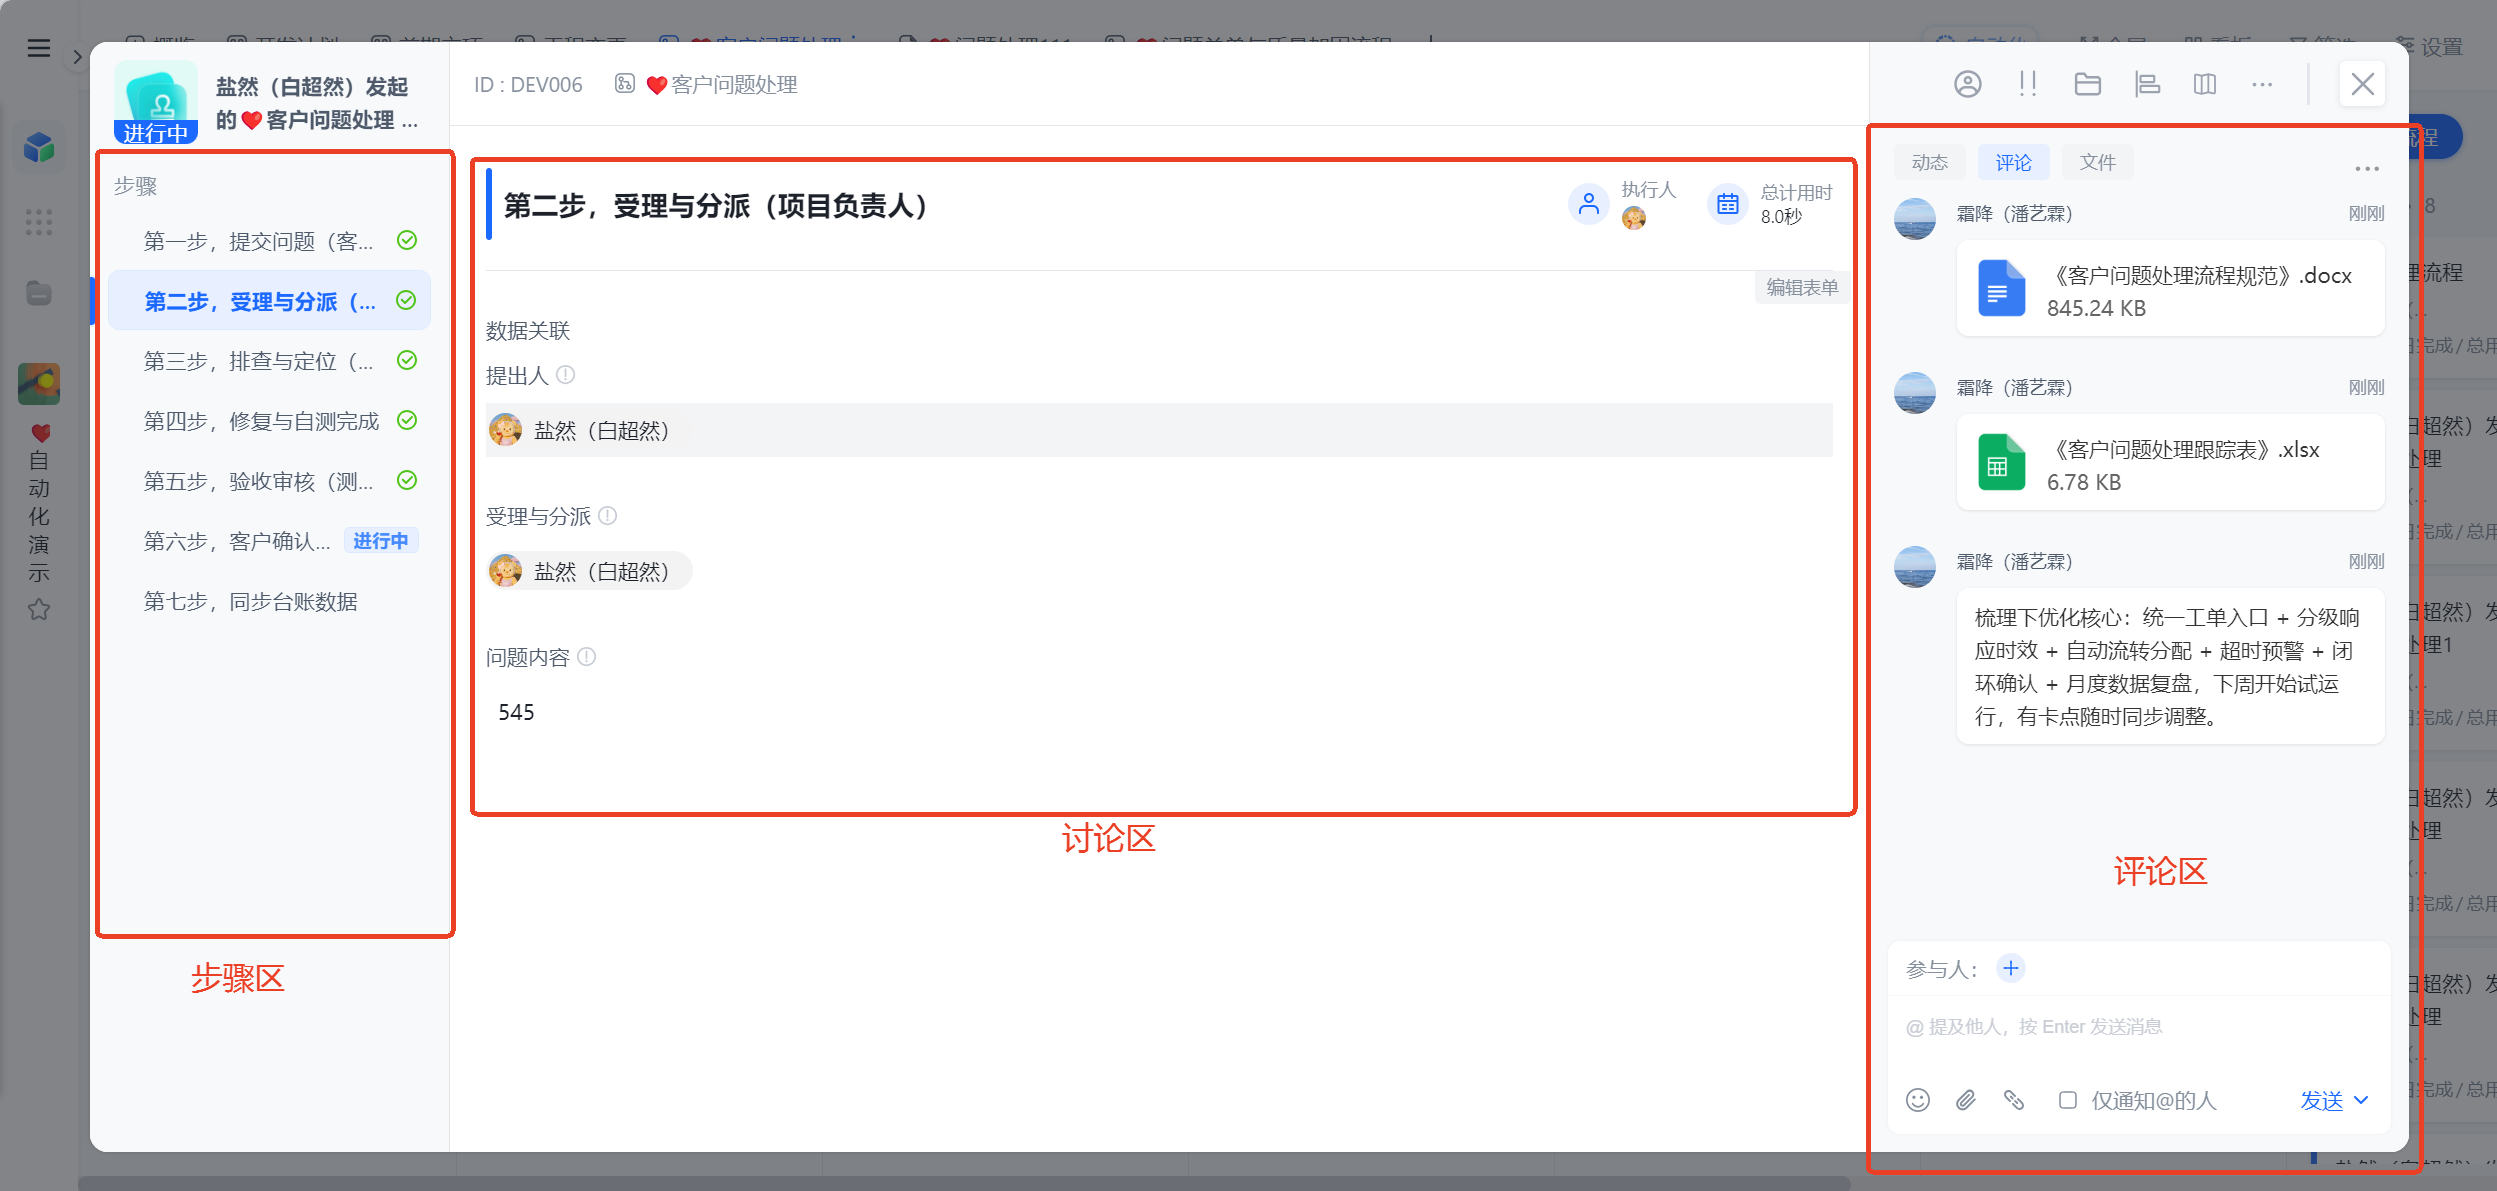 盐然（白超然）发起
的❤️客户问题处理 ...
进行中
ID : DEV006
❤️客户问题处理
步骤
第一步，提交问题（客...
第二步，受理与分派（...
第三步，排查与定位（...
第四步，修复与自测完成
第五步，验收审核（测...
第六步，客户确认...
进行中
第七步，同步台账数据
步骤区
第二步，受理与分派（项目负责人）
执行人
总计用时
8.0秒
编辑表单
数据关联
提出人
盐然（白超然）
受理与分派
盐然（白超然）
问题内容
545
讨论区
动态
评论
文件
霜降（潘艺霖）
刚刚
《客户问题处理流程规范》.docx
845.24 KB
霜降（潘艺霖）
刚刚
《客户问题处理跟踪表》.xlsx
6.78 KB
霜降（潘艺霖）
刚刚
梳理下优化核心：统一工单入口 + 分级响
应时效 + 自动流转分配 + 超时预警 + 闭
环确认 + 月度数据复盘，下周开始试运
行，有卡点随时同步调整。
评论区
参与人：
@ 提及他人，按 Enter 发送消息
仅通知@的人
发送
❤️
自
动
化
演
示
设置